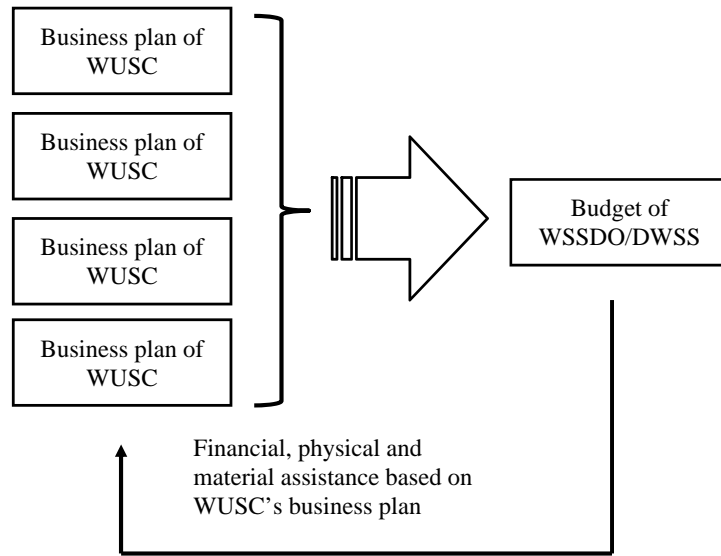 Business plan of
WUSC
Business plan of
WUSC
Business plan of
WUSC
Business plan of
WUSC
Budget of
WSSDO/DWSS
Financial, physical and
material assistance based on
WUSC’s business plan